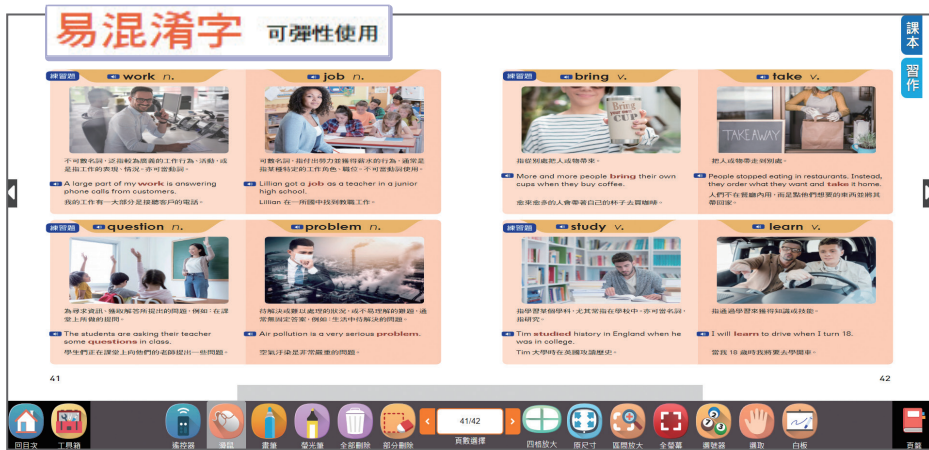 易混淆字 可彈性使用
課本
習作
練習題 work n.
不可數名詞，泛指較為廣義的工作行為、活動，或
是指工作的表現、情況。亦可當動詞。
A large part of my work is answering
phone calls from customers.
我的工作有一大部分是接聽客戶的電話。
job n.
可數名詞，指付出勞力並獲得薪水的行為，通常是
指某種特定的工作角色、職位。不可當動詞使用。
Lillian got a job as a teacher in a junior
high school.
Lillian 在一所國中找到教職工作。
練習題 bring v.
指從別處把人或物帶來。
Bring
YOUR OWN
CUP
More and more people bring their own
cups when they buy coffee.
愈來愈多的人會帶著自己的杯子去買咖啡。
take v.
TAKEAWAY
把人或物帶走到別處。
People stopped eating in restaurants. Instead,
they order what they want and take it home.
人們不在餐廳內用，而是點他們想要的東西並將其
帶回家。
練習題 question n.
為尋求資訊、獲取解答所提出的問題，例如：在課
堂上所做的提問。
The students are asking their teacher
some questions in class.
學生們正在課堂上向他們的老師提出一些問題。
problem n.
待解決或難以處理的狀況，或不易理解的難題，通
常無固定答案，例如：生活中待解決的問題。
Air pollution is a very serious problem.
空氣汙染是非常嚴重的問題。
練習題 study v.
指學習某個學科，尤其常指在學校中。亦可當名詞，
指研究。
Tim studied history in England when he
was in college.
Tim 大學時在英國攻讀歷史。
learn v.
指透過學習來獲得知識或技能。
I will learn to drive when I turn 18.
當我 18 歲時我將要去學開車。
41
42
回目次
工具箱
遙控器
滑鼠
畫筆
螢光筆
全部刪除
部分刪除
41/42
頁數選擇
四格放大
原尺寸
區間放大
全螢幕
選號器
選取
白板
頁籤